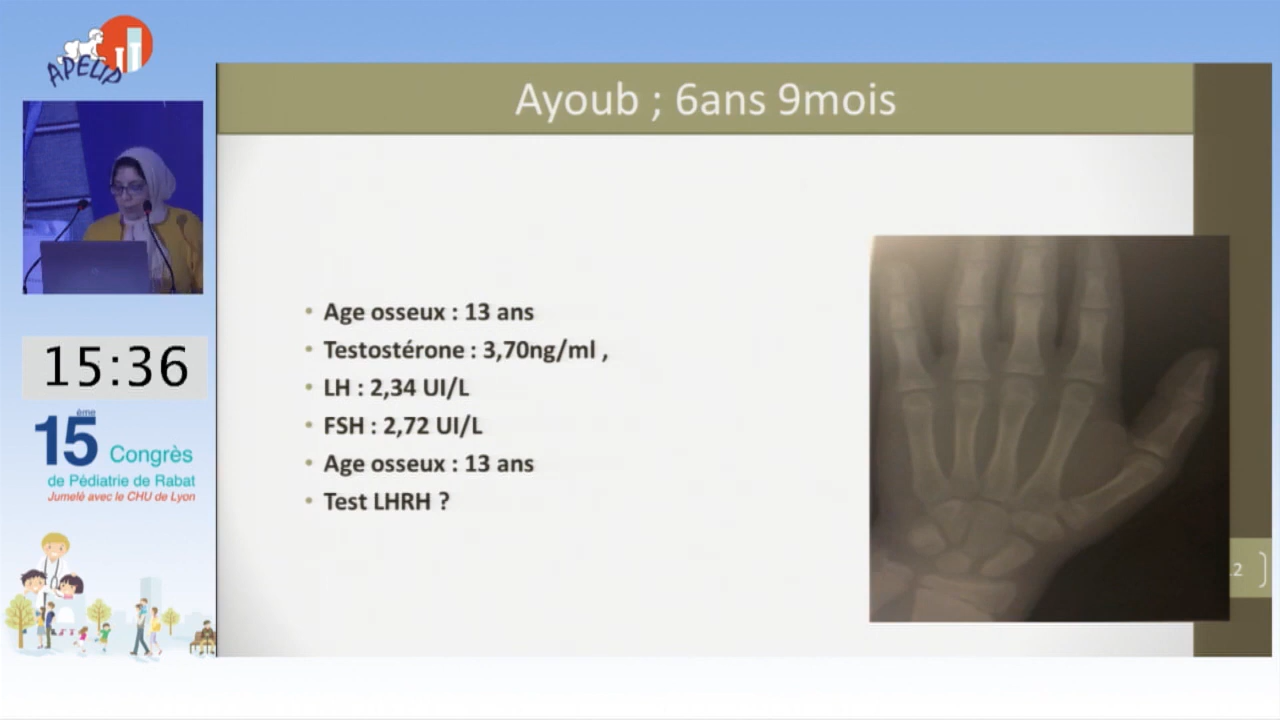 APEUP
Ayoub ; 6ans 9mois
• Age osseux : 13 ans
• Testostérone : 3,70ng/ml ,
• LH : 2,34 UI/L
• FSH : 2,72 UI/L
• Age osseux : 13 ans
• Test LHRH ?
15:36
15ème Congrès
de Pédiatrie de Rabat
Jumelé avec le CHU de Lyon